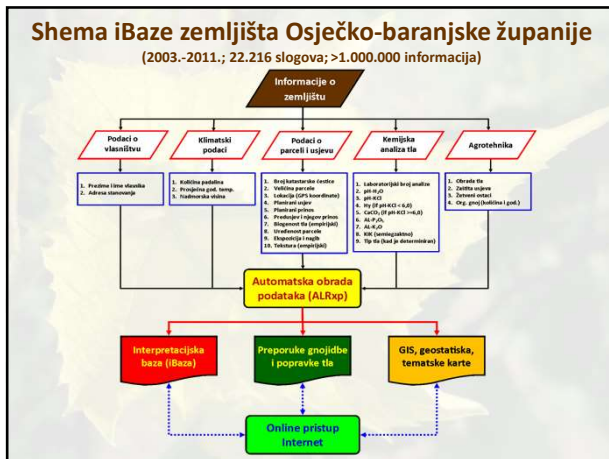 Shema iBaze zemljišta Osječko-baranjske županije
(2003.-2011.; 22.216 slogova; >1.000.000 informacija)
Informacije o
zemljištu
Podaci o
vlasništvu
Klimatski
podaci
Podaci o
parceli i usjevu
Kemijska
analiza tla
Agrotehnika
1. Prezime i ime vlasnika
2. Adresa stanovanja
1. Količina padalina
2. Prosječna god. temp.
3. Nadmorska visina
1. Broj katastarske čestice
2. Veličina parcele
3. Lokacija (GPS koordinate)
4. Planirani usjev
5. Planirani prinos
6. Predusjev i njegov prinos
7. Biogenost tla (empirijski)
8. Uređenost parcele
9. Ekspozicija i nagib
10. Tekstura (empirijski)
1. Laboratorijski broj analize
2. pH-H₂O
3. pH-KCl
4. Hy (if pH-KCl < 6,0)
5. CaCO₃ (if pH-KCl >=6,0)
6. AL-P₂O₅
7. AL-K₂O
8. KIK (semiegzaktno)
9. Tip tla (kad je determiniran)
1. Obrada tla
2. Zaštita usjeva
3. Žetveni ostaci
4. Org. gnoj (količina i god.)
Automatska obrada
podataka (ALRxp)
Interpretacijska
baza (iBaza)
Preporuke gnojidbe
i popravke tla
GIS, geostatiska,
tematske karte
Online pristup
Internet